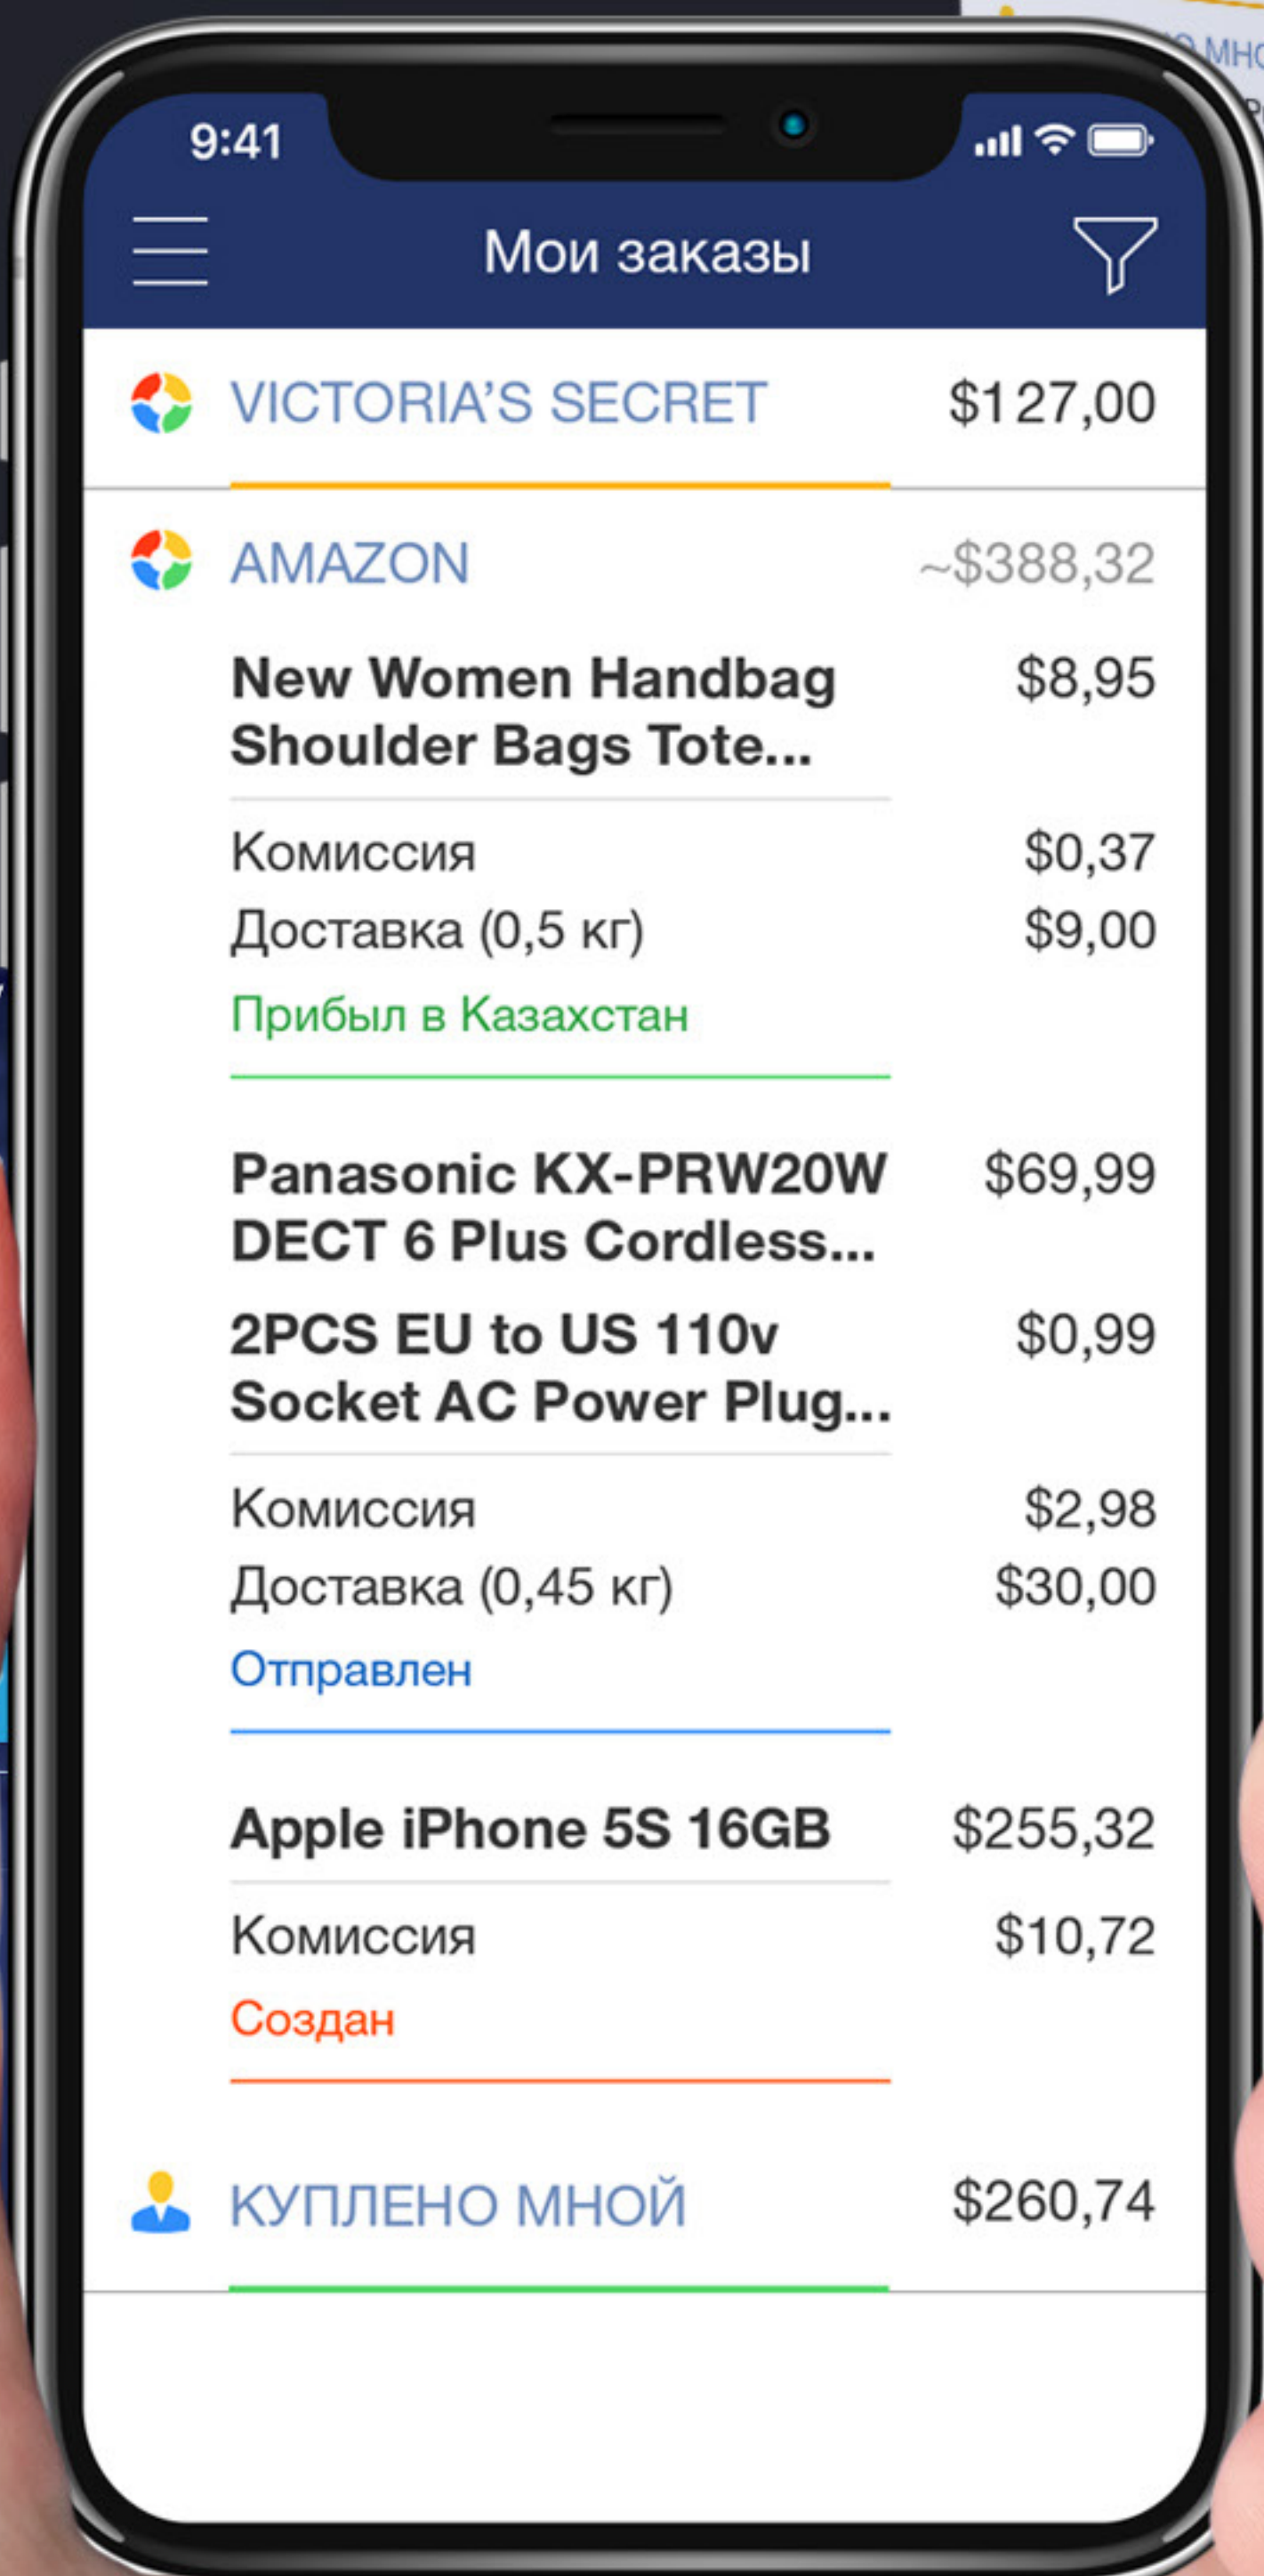 9:41
Мои заказы
VICTORIA’S SECRET $127,00
AMAZON ~$388,32
New Women Handbag $8,95
Shoulder Bags Tote...
Комиссия $0,37
Доставка (0,5 кг) $9,00
Прибыл в Казахстан
Panasonic KX-PRW20W $69,99
DECT 6 Plus Cordless...
2PCS EU to US 110v $0,99
Socket AC Power Plug...
Комиссия $2,98
Доставка (0,45 кг) $30,00
Отправлен
Apple iPhone 5S 16GB $255,32
Комиссия $10,72
Создан
КУПЛЕНО МНОЙ $260,74